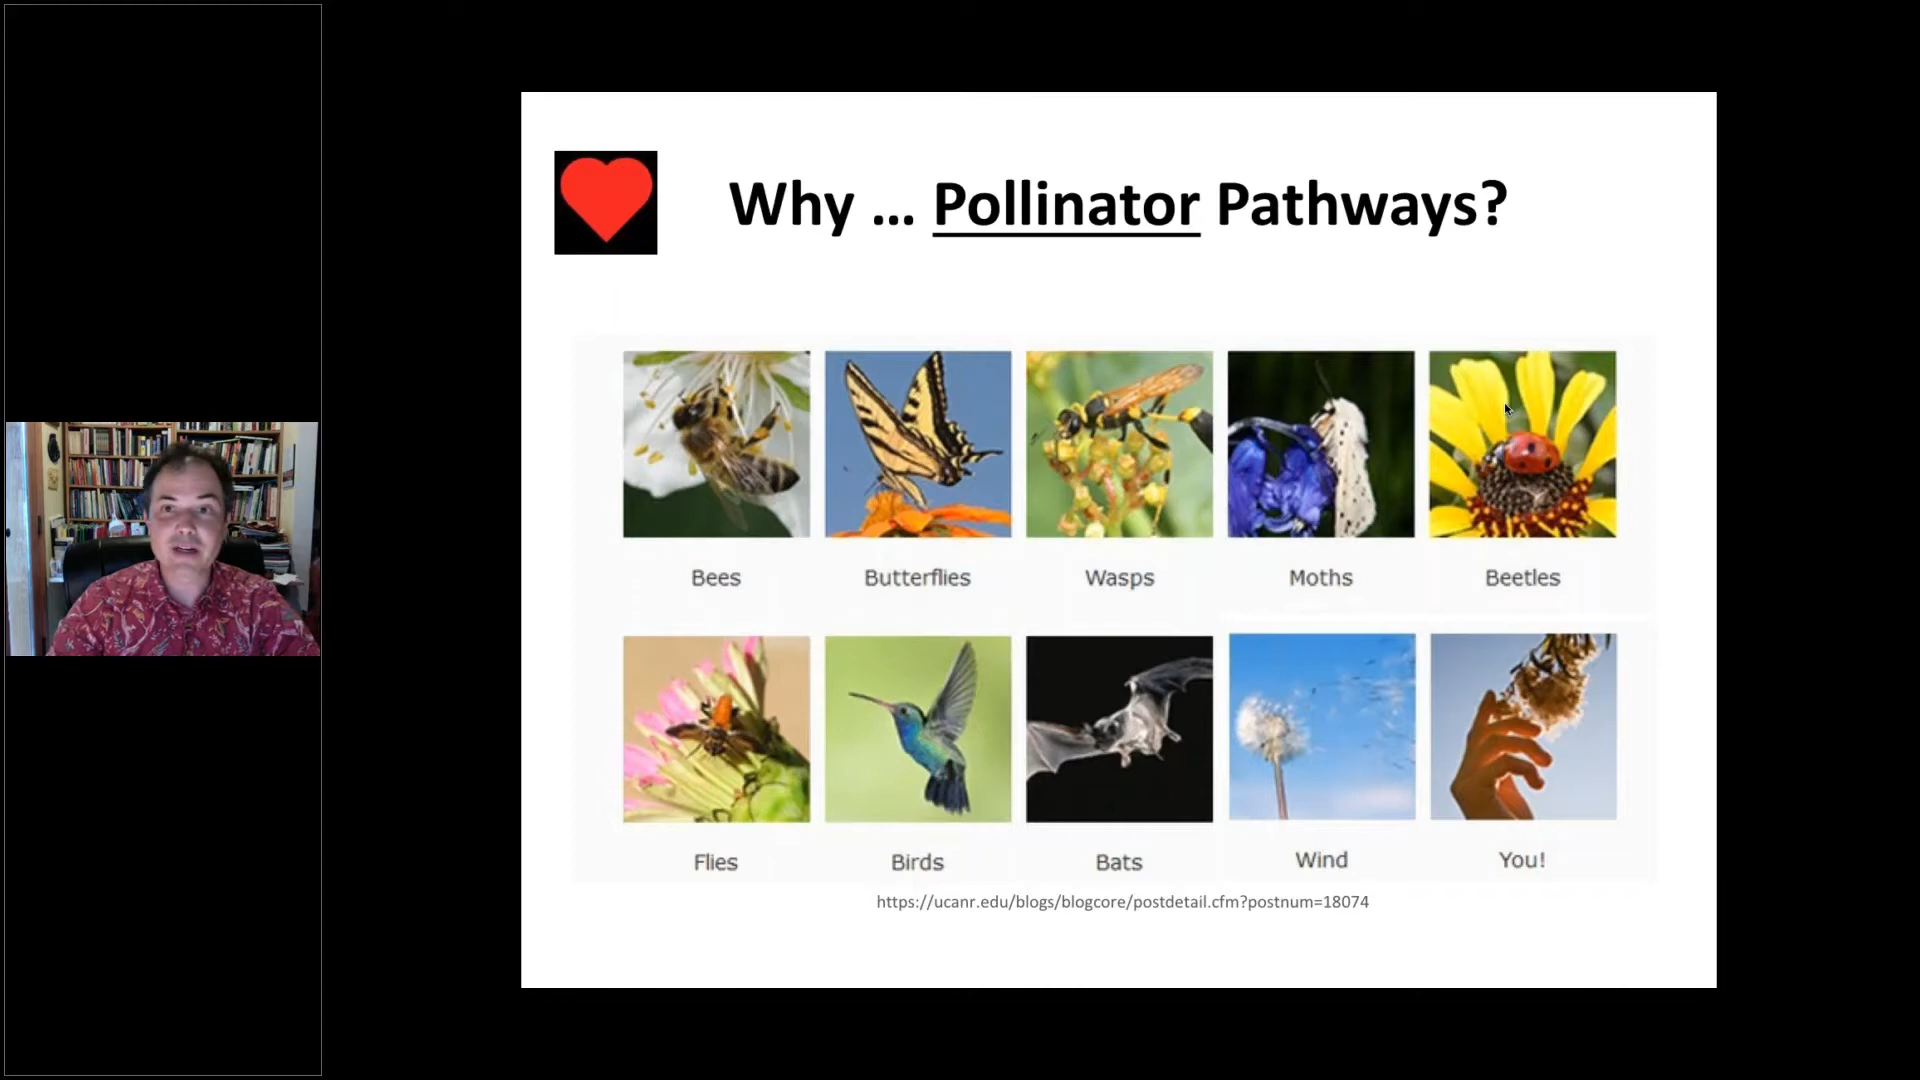 Why ... Pollinator Pathways?
Bees
Butterflies
Wasps
Moths
Beetles
Flies
Birds
Bats
Wind
You!
https://ucanr.edu/blogs/blogcore/postdetail.cfm?postnum=18074